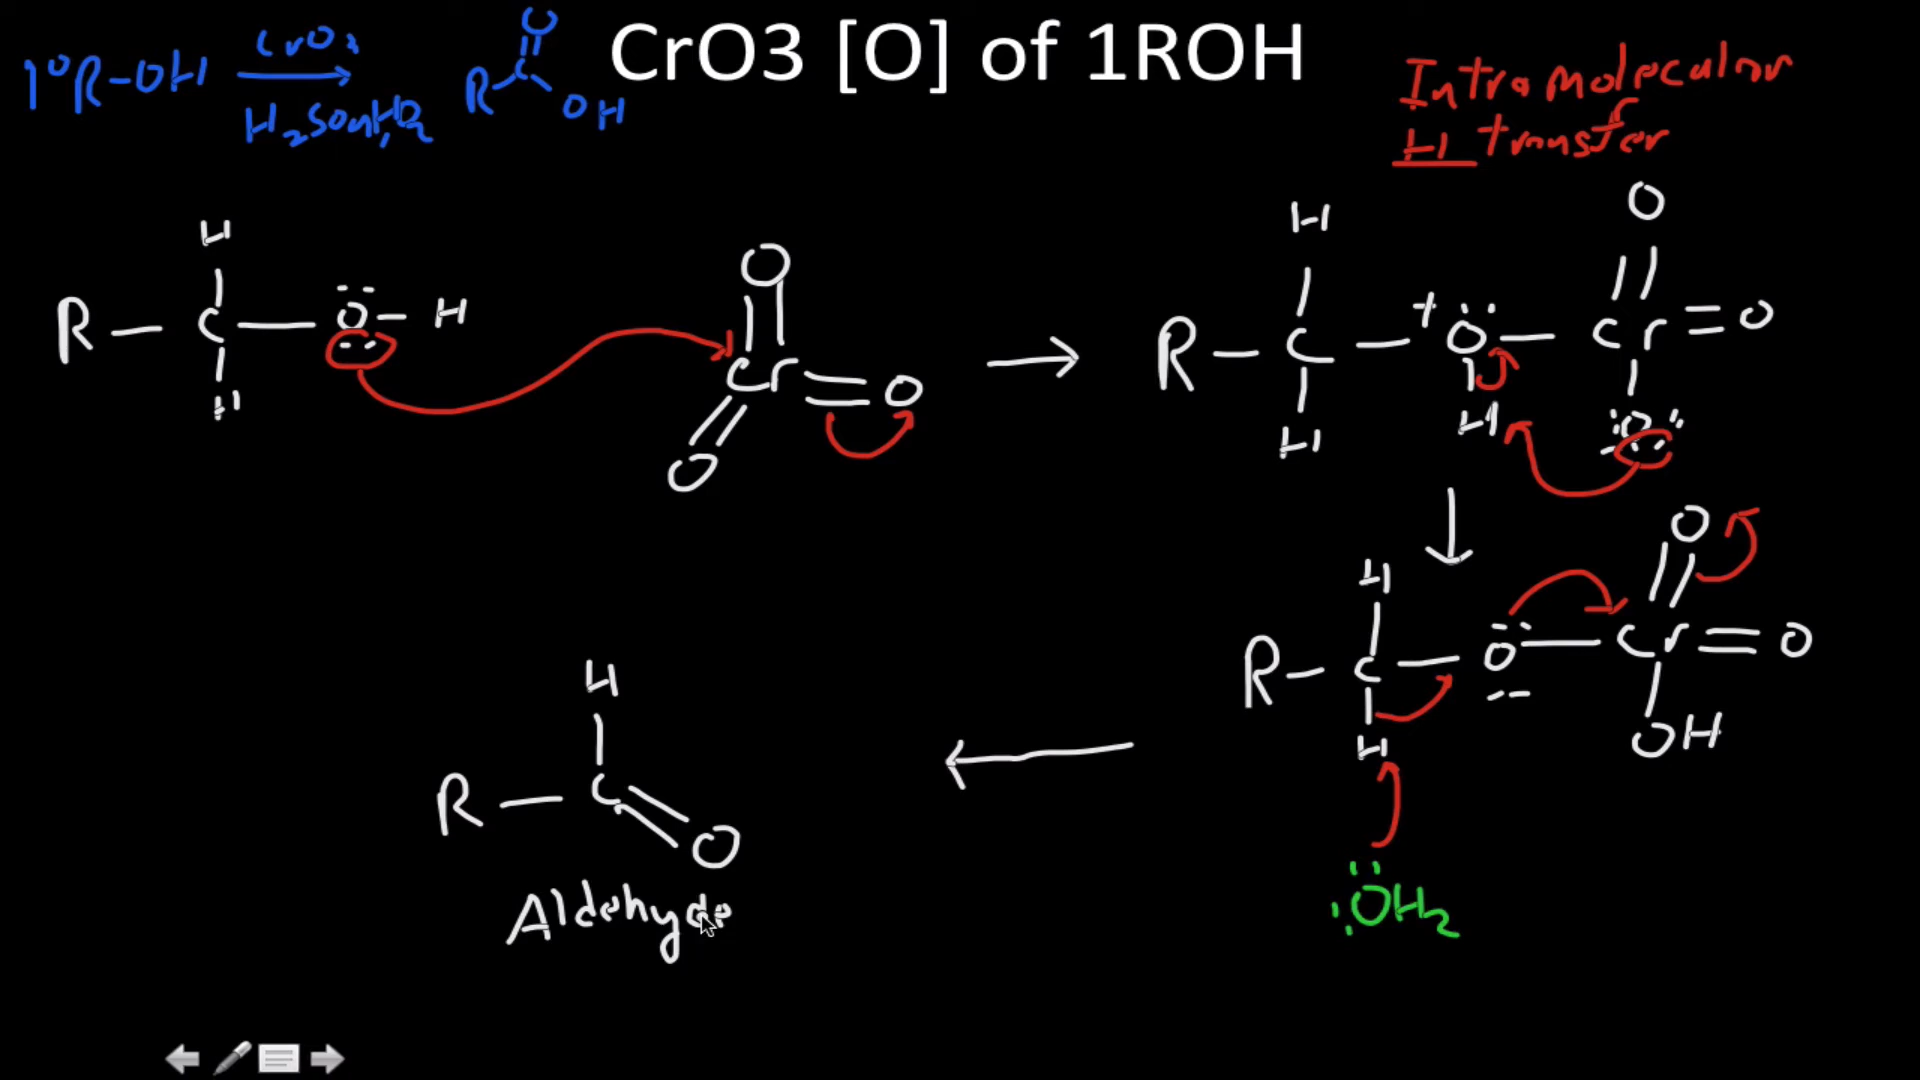 CrO3 [O] of 1ROH
1° R-OH
CrO3
H2SO4, H2O
O
R C
OH
Intramolecular
H transfer
H
R — C — O — H
H
O
Cr = O
O
H
O
R — C — +O — Cr = O
H
H
O
H
O
R — C — O — Cr = O
H
OH
:OH2
H
R — C
O
Aldehyde